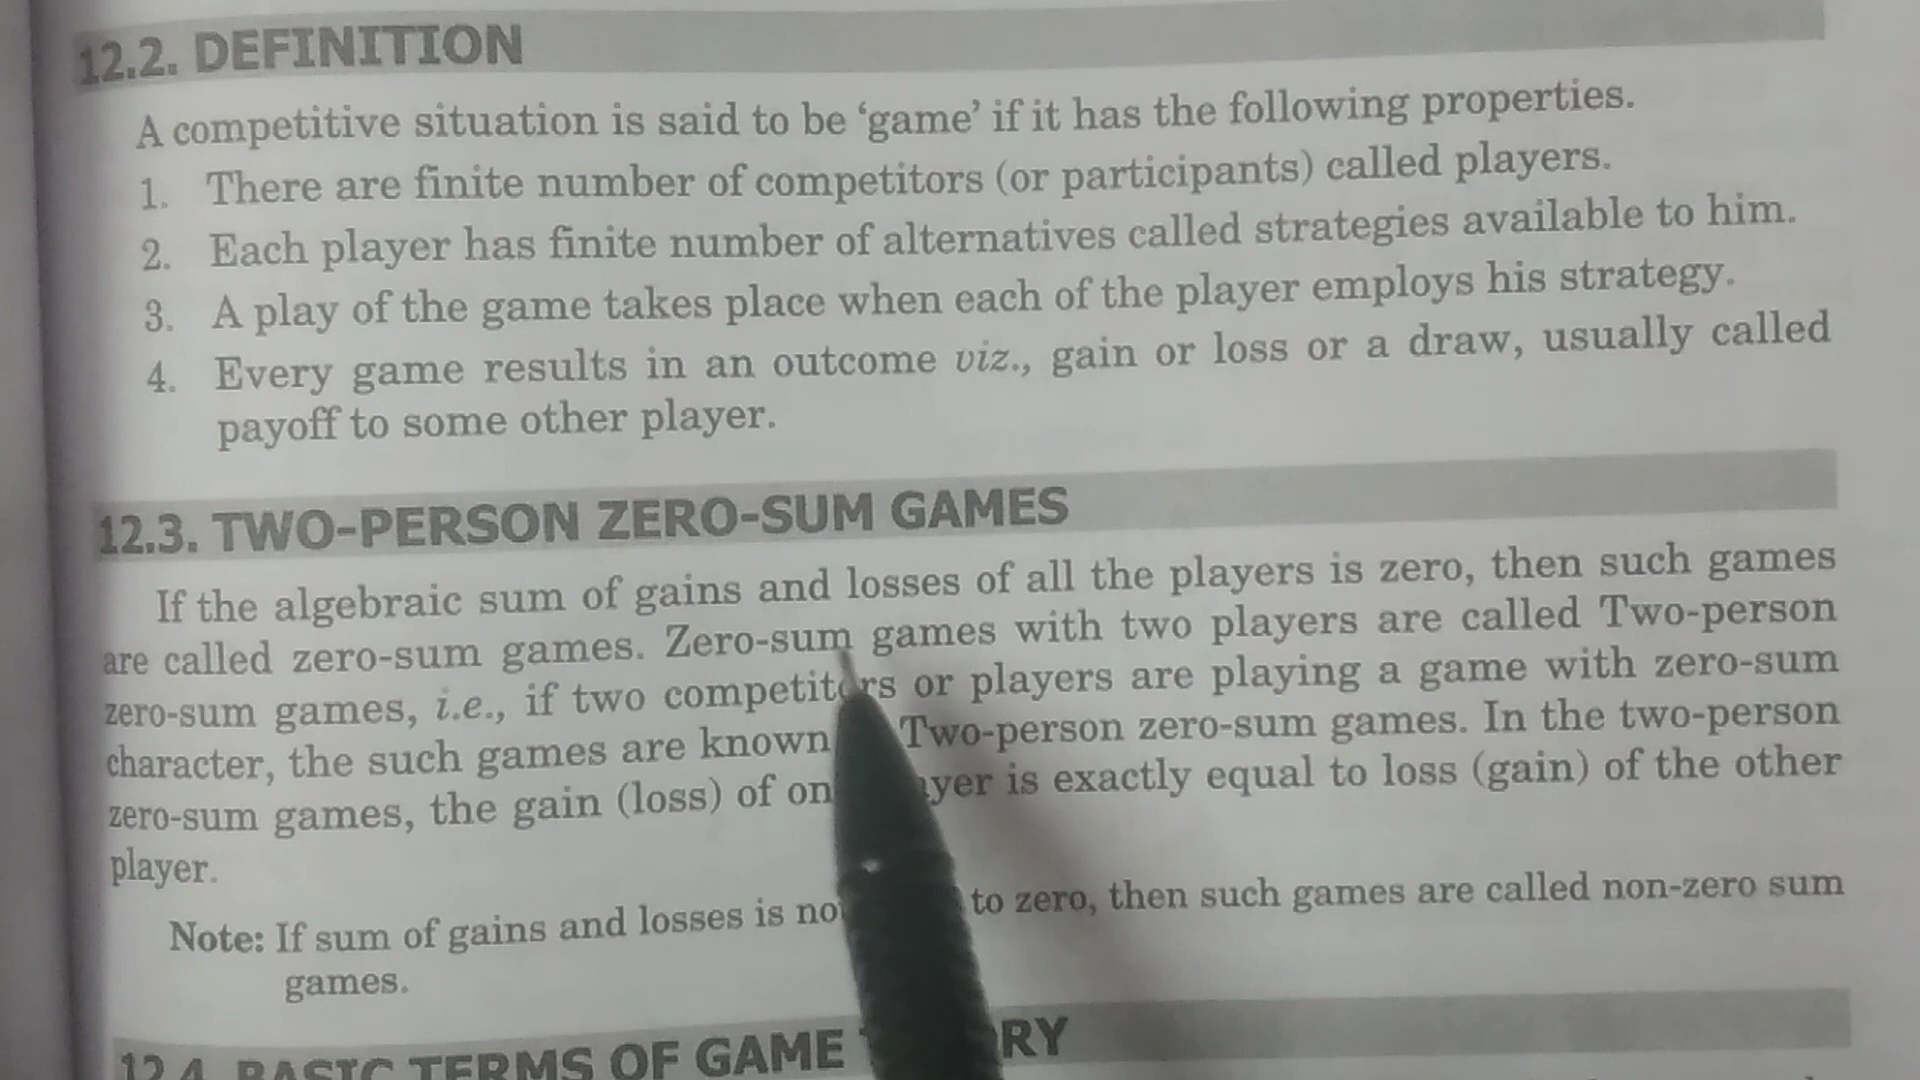 12.2. DEFINITION
A competitive situation is said to be ‘game’ if it has the following properties.
1. There are finite number of competitors (or participants) called players.
2. Each player has finite number of alternatives called strategies available to him.
3. A play of the game takes place when each of the player employs his strategy.
4. Every game results in an outcome viz., gain or loss or a draw, usually called
payoff to some other player.
12.3. TWO-PERSON ZERO-SUM GAMES
If the algebraic sum of gains and losses of all the players is zero, then such games
are called zero-sum games. Zero-sum games with two players are called Two-person
zero-sum games, i.e., if two competitors or players are playing a game with zero-sum
character, the such games are known Two-person zero-sum games. In the two-person
zero-sum games, the gain (loss) of is exactly equal to loss (gain) of the other
player.
Note: If sum of gains and losses is to zero, then such games are called non-zero sum
games.
12.4. BASIC TERMS OF GAME